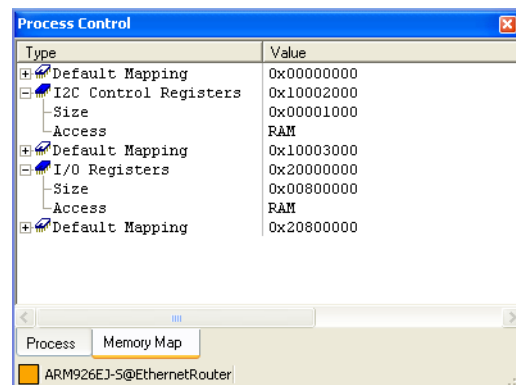 Process Control
Type Value
Default Mapping 0x00000000
I2C Control Registers 0x10002000
Size 0x00001000
Access RAM
Default Mapping 0x10003000
I/O Registers 0x20000000
Size 0x00800000
Access RAM
Default Mapping 0x20800000
Process Memory Map
ARM926EJ-S@EthernetRouter